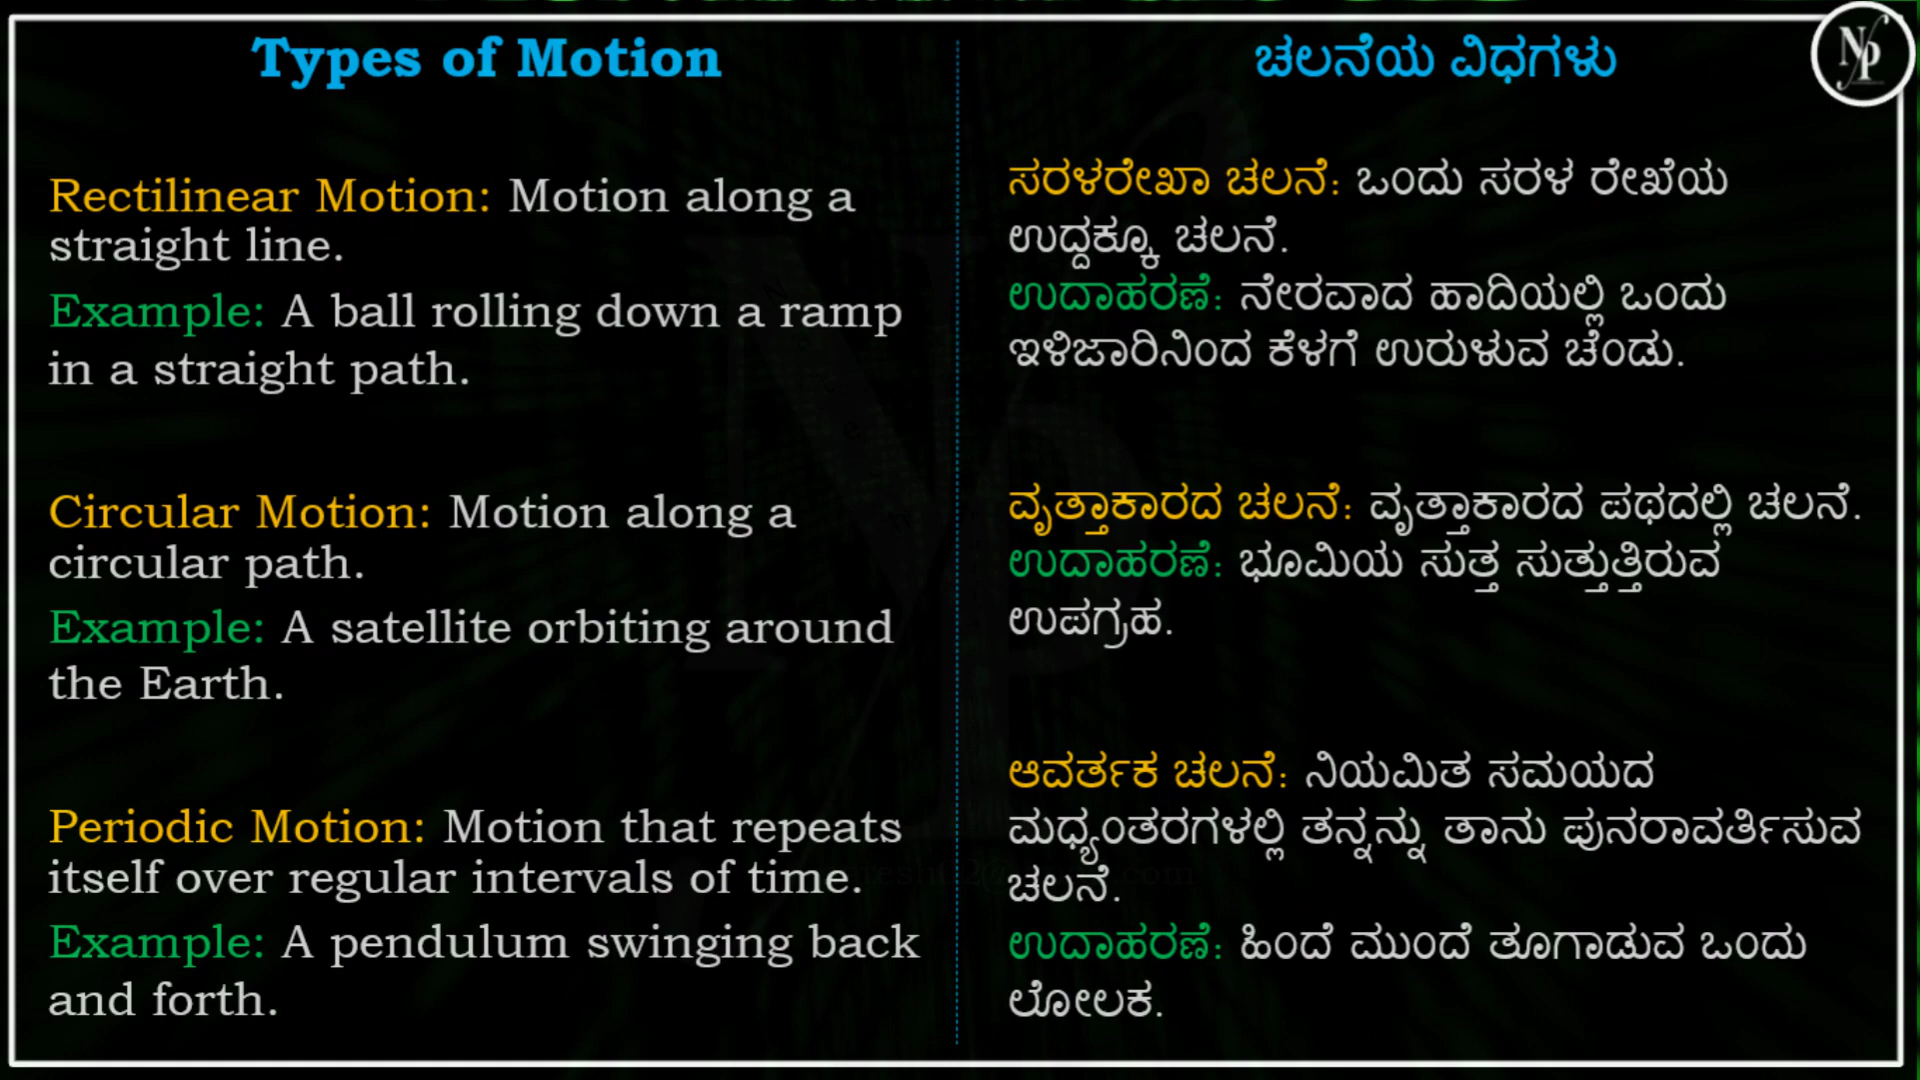 Types of Motion
Rectilinear Motion: Motion along a
straight line.
Example: A ball rolling down a ramp
in a straight path.
Circular Motion: Motion along a
circular path.
Example: A satellite orbiting around
the Earth.
Periodic Motion: Motion that repeats
itself over regular intervals of time.
Example: A pendulum swinging back
and forth.
ಚಲನೆಯ ವಿಧಗಳು
NP
ಸರಳರೇಖಾ ಚಲನೆ: ಒಂದು ಸರಳ ರೇಖೆಯ
ಉದ್ದಕ್ಕೂ ಚಲನೆ.
ಉದಾಹರಣೆ: ನೇರವಾದ ಹಾದಿಯಲ್ಲಿ ಒಂದು
ಇಳಿಜಾರಿನಿಂದ ಕೆಳಗೆ ಉರುಳುವ ಚೆಂಡು.
ವೃತ್ತಾಕಾರದ ಚಲನೆ: ವೃತ್ತಾಕಾರದ ಪಥದಲ್ಲಿ ಚಲನೆ.
ಉದಾಹರಣೆ: ಭೂಮಿಯ ಸುತ್ತ ಸುತ್ತುತ್ತಿರುವ
ಉಪಗ್ರಹ.
ಆವರ್ತಕ ಚಲನೆ: ನಿಯಮಿತ ಸಮಯದ
ಮಧ್ಯಂತರಗಳಲ್ಲಿ ತನ್ನನ್ನು ತಾನು ಪುನರಾವರ್ತಿಸುವ
ಚಲನೆ.
ಉದಾಹರಣೆ: ಹಿಂದೆ ಮುಂದೆ ತೂಗಾಡುವ ಒಂದು
ಲೋಲಕ.